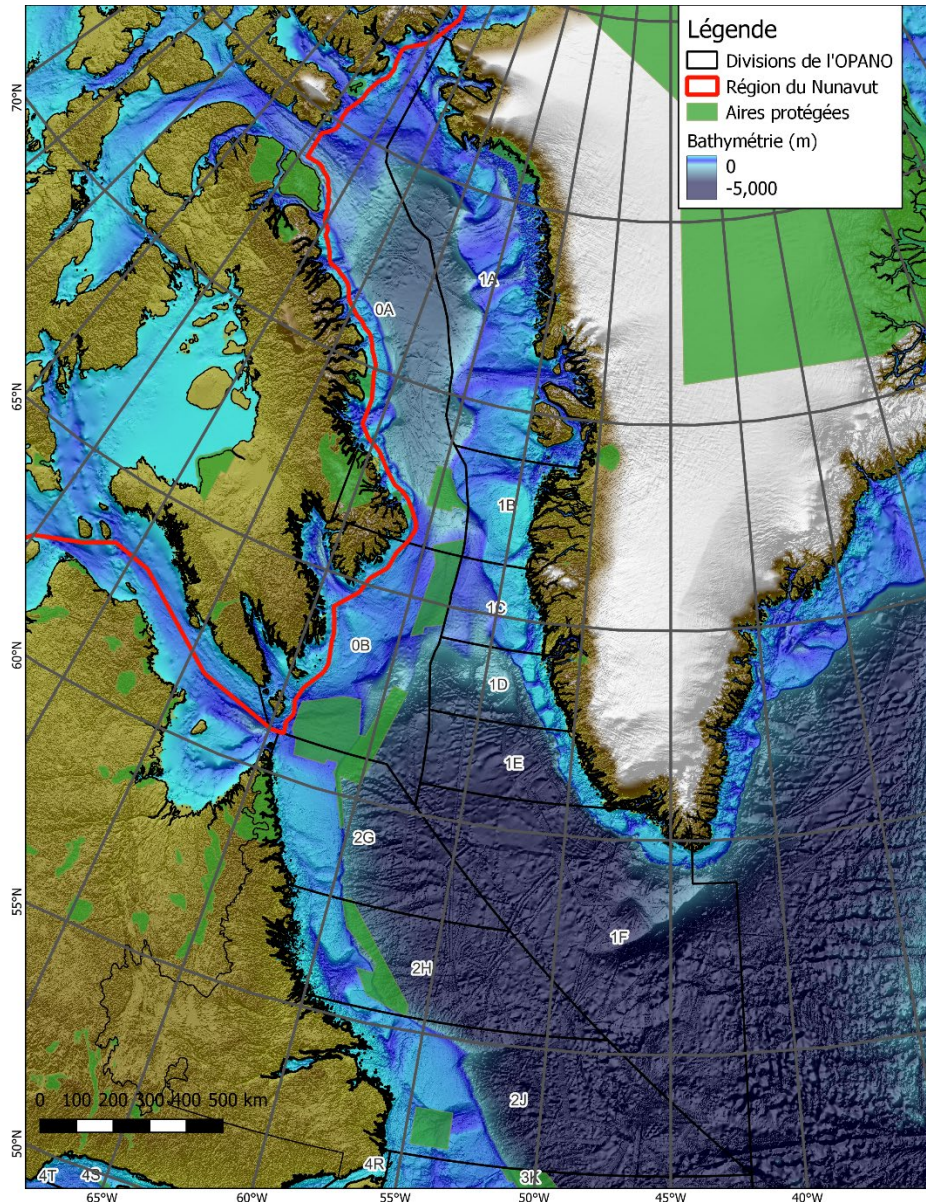 Légende
Divisions de l'OPANO
Région du Nunavut
Aires protégées
Bathymétrie (m)
0
-5,000
70°N
65°N
60°N
55°N
50°N
1A
0A
1B
1C
0B
1D
1E
2G
1F
2H
2J
0 100 200 300 400 500 km
4T 4S 4R 3K
65°W 60°W 55°W 50°W 45°W 40°W